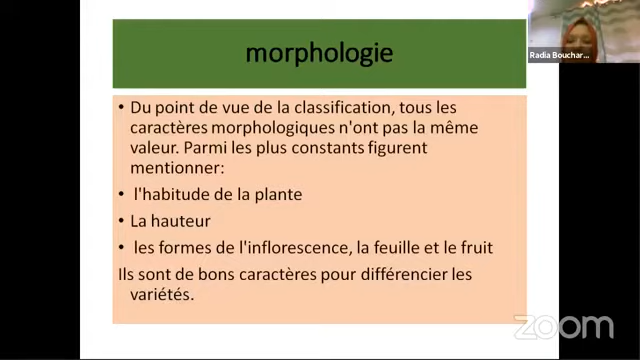 morphologie
Radia Bouchar...
• Du point de vue de la classification, tous les
caractères morphologiques n'ont pas la même
valeur. Parmi les plus constants figurent
mentionner:
• l'habitude de la plante
• La hauteur
• les formes de l'inflorescence, la feuille et le fruit
Ils sont de bons caractères pour différencier les
variétés.
zoom